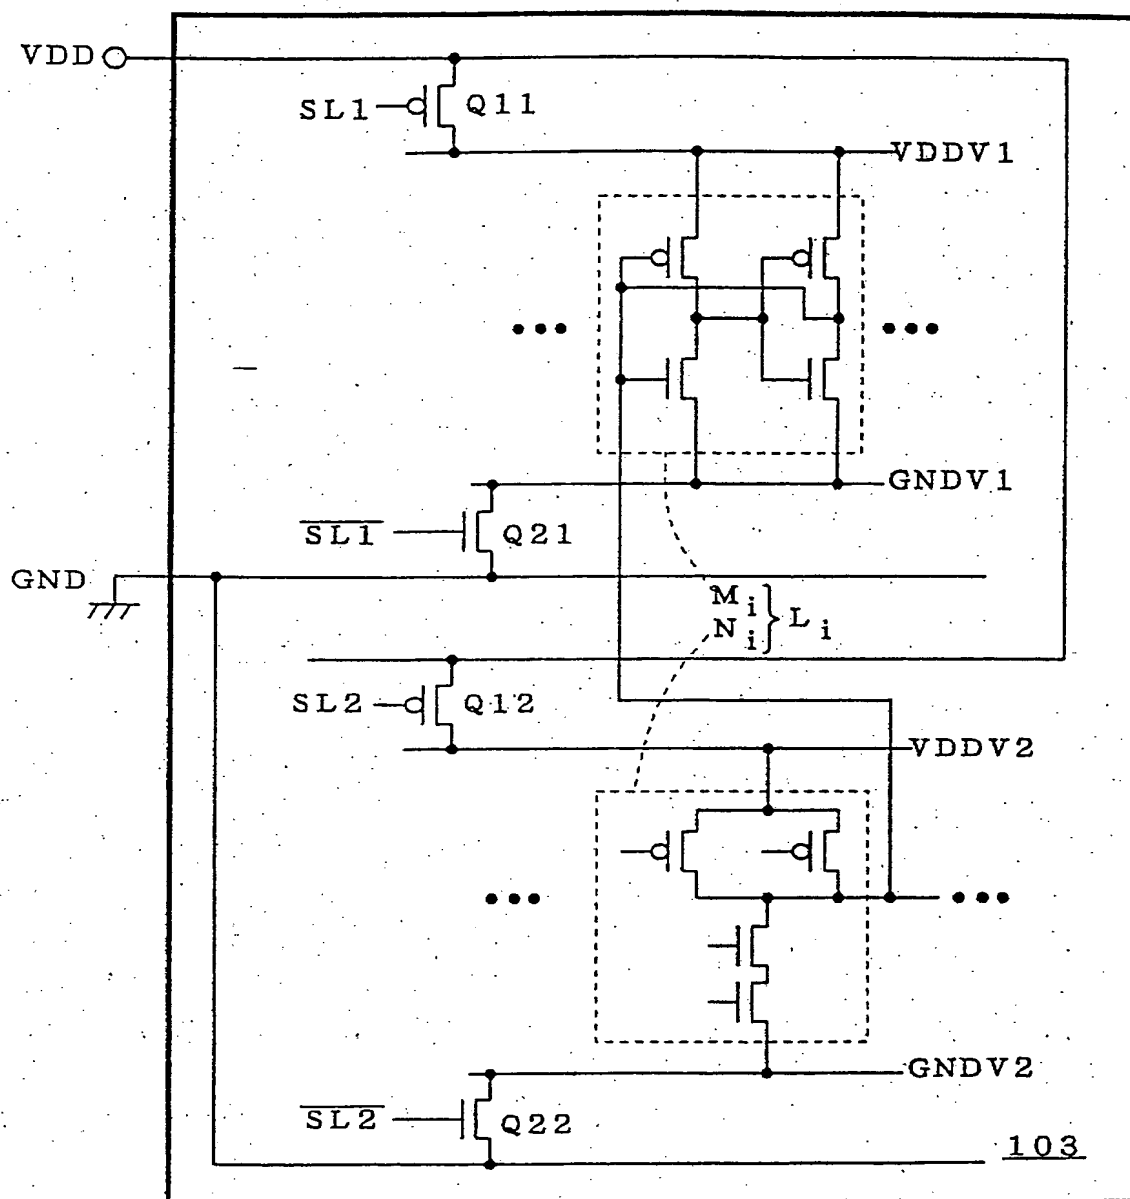 VDD
SL1 Q11
VDDV1
GNDV1
SL1 Q21
GND
Mi
Ni
Li
SL2 Q12
VDDV2
GNDV2
SL2 Q22
103